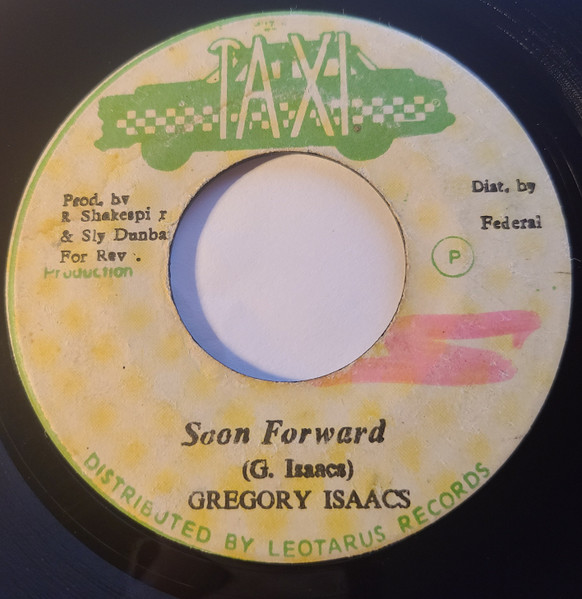 TAXI
Prod. by
R Shakespi r
& Sly Dunba
For Rev .
Production
Dist. by
Federal
P
Soon Forward
(G. Isaacs)
GREGORY ISAACS
DISTRIBUTED BY LEOTARUS RECORDS